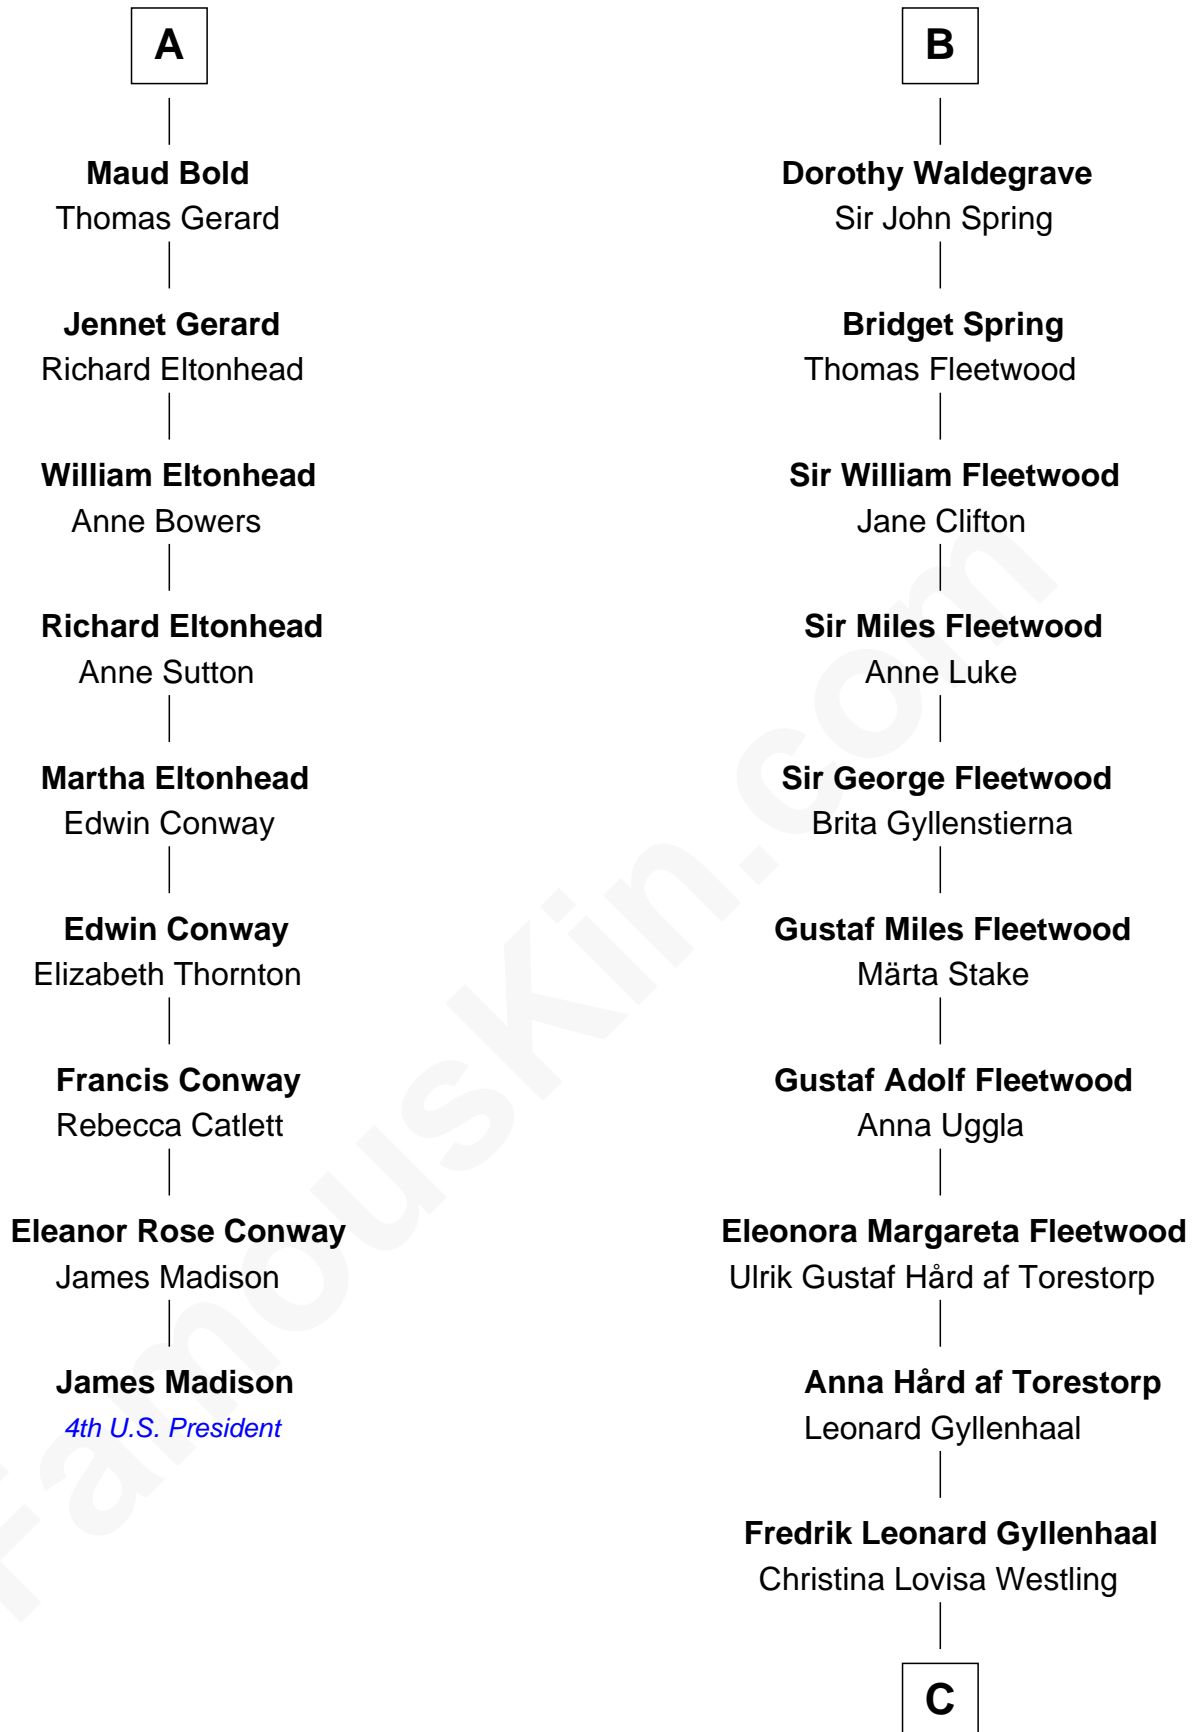 A
Maud Bold
Thomas Gerard
Jennet Gerard
Richard Eltonhead
William Eltonhead
Anne Bowers
Richard Eltonhead
Anne Sutton
Martha Eltonhead
Edwin Conway
Edwin Conway
Elizabeth Thornton
Francis Conway
Rebecca Catlett
Eleanor Rose Conway
James Madison
James Madison
4th U.S. President
B
Dorothy Waldegrave
Sir John Spring
Bridget Spring
Thomas Fleetwood
Sir William Fleetwood
Jane Clifton
Sir Miles Fleetwood
Anne Luke
Sir George Fleetwood
Brita Gyllenstierna
Gustaf Miles Fleetwood
Märta Stake
Gustaf Adolf Fleetwood
Anna Uggla
Eleonora Margareta Fleetwood
Ulrik Gustaf Hård af Torestorp
Anna Hård af Torestorp
Leonard Gyllenhaal
Fredrik Leonard Gyllenhaal
Christina Lovisa Westling
C
FamousKin.com